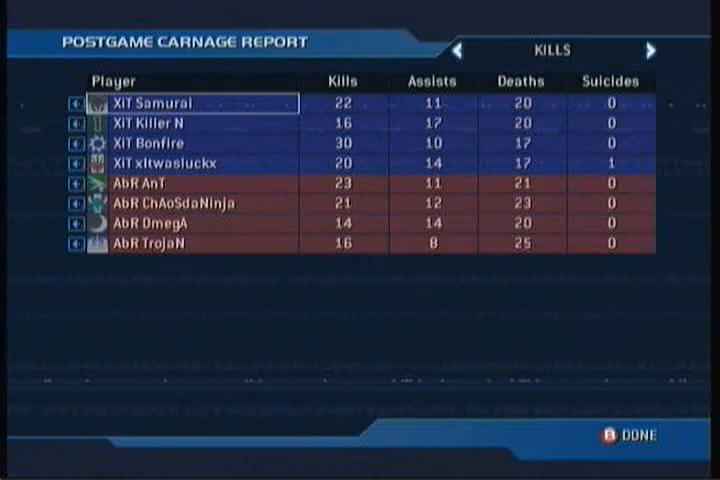 POSTGAME CARNAGE REPORT
KILLS
Player Kills Assists Deaths Suicides
XiT Samurai 22 11 20 0
XiT Killer N 16 17 20 0
XiT Bonfire 30 10 17 0
XiT xItwasluckx 20 14 17 1
AbR AnT 23 11 21 0
AbR ChAoSdaNinja 21 12 23 0
AbR OmegA 14 14 20 0
AbR TrojaN 16 8 25 0
B DONE